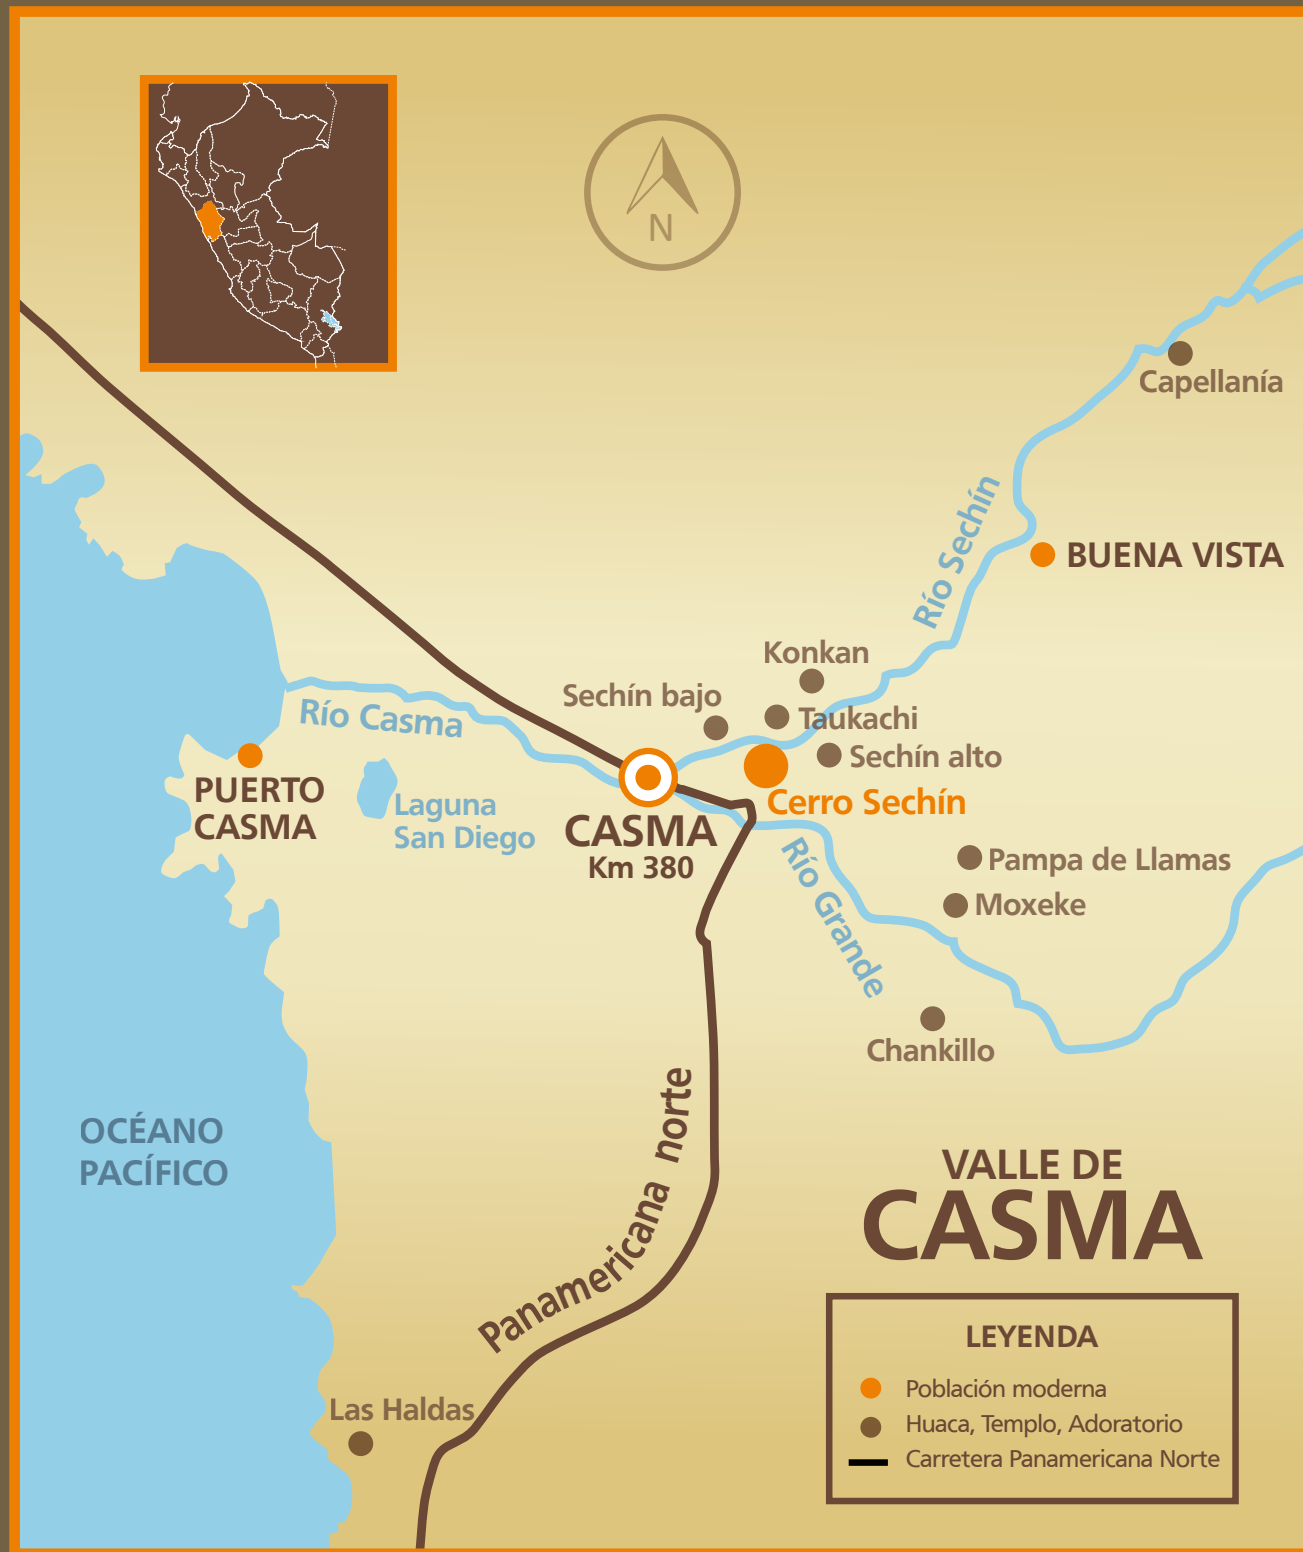 N
Capellanía
Río Sechín
BUENA VISTA
Konkan
Sechín bajo
Taukachi
Río Casma
Sechín alto
PUERTO
CASMA
Laguna
San Diego
Cerro Sechín
CASMA
Km 380
Río Grande
Pampa de Llamas
Moxeke
Chankillo
Panamericana norte
OCÉANO
PACÍFICO
VALLE DE
CASMA
LEYENDA
Población moderna
Huaca, Templo, Adoratorio
Carretera Panamericana Norte
Las Haldas